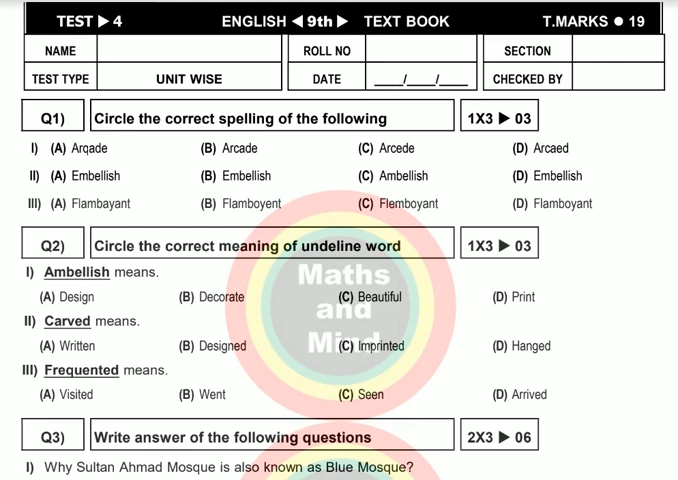 TEST ▶ 4 ENGLISH ◀ 9th ▶ TEXT BOOK T.MARKS ● 19
NAME ROLL NO SECTION
TEST TYPE UNIT WISE DATE ___/___/___ CHECKED BY
Q1) Circle the correct spelling of the following 1X3 ▶ 03
I) (A) Arqade (B) Arcade (C) Arcede (D) Arcaed
II) (A) Embellish (B) Embellish (C) Ambellish (D) Embellish
III) (A) Flambayant (B) Flamboyent (C) Flemboyant (D) Flamboyant
Q2) Circle the correct meaning of undeline word 1X3 ▶ 03
I) Ambellish means.
(A) Design (B) Decorate (C) Beautiful (D) Print
II) Carved means.
(A) Written (B) Designed (C) Imprinted (D) Hanged
III) Frequented means.
(A) Visited (B) Went (C) Seen (D) Arrived
Q3) Write answer of the following questions 2X3 ▶ 06
I) Why Sultan Ahmad Mosque is also known as Blue Mosque?
Maths
and
Mind